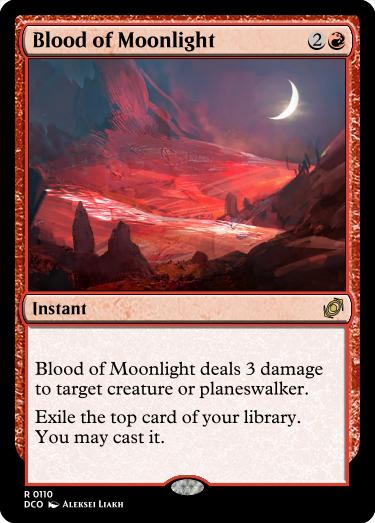 Blood of Moonlight 2
Instant
Blood of Moonlight deals 3 damage
to target creature or planeswalker.
Exile the top card of your library.
You may cast it.
R 0110
DCO Aleksei Liakh